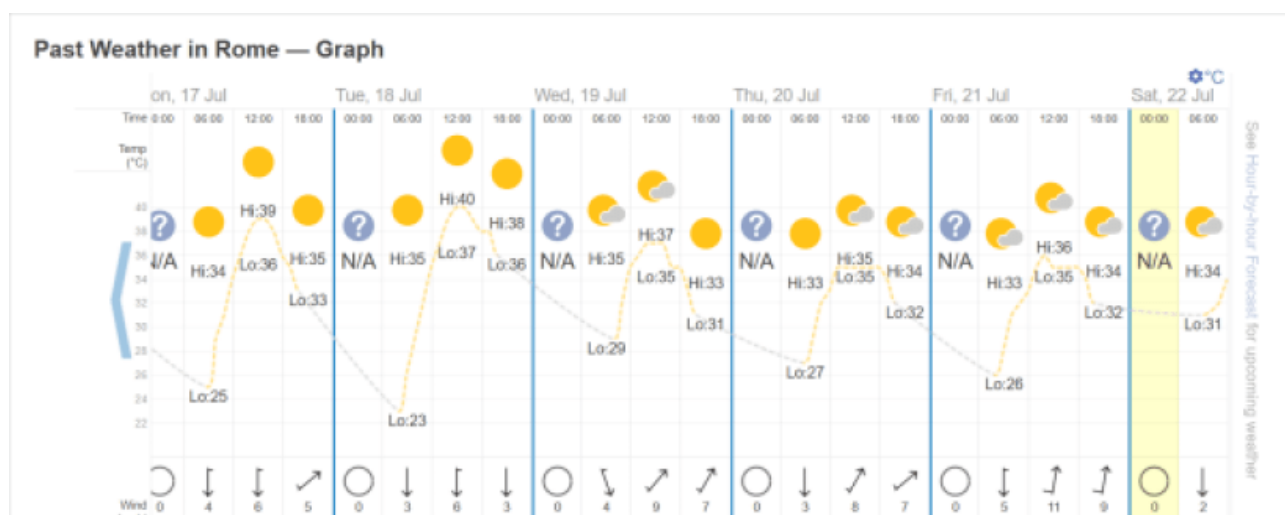 Past Weather in Rome — Graph
°C
on, 17 Jul Tue, 18 Jul Wed, 19 Jul Thu, 20 Jul Fri, 21 Jul Sat, 22 Jul
Time 0:00 06:00 12:00 18:00 00:00 06:00 12:00 18:00 00:00 06:00 12:00 18:00 00:00 06:00 12:00 18:00 00:00 06:00 12:00 18:00 00:00 06:00
Temp
(°C)
40
38
36
34
32
30
28
26
24
22
? ? ? ? ? ?
N/A Hi:34 Hi:39 Hi:35 N/A Hi:35 Hi:40 Hi:38 N/A Hi:35 Hi:37 Hi:33 N/A Hi:33 Hi:35 Hi:34 N/A Hi:33 Hi:36 Hi:34 N/A Hi:34
Lo:25 Lo:36 Lo:33 Lo:23 Lo:37 Lo:36 Lo:29 Lo:35 Lo:31 Lo:27 Lo:35 Lo:32 Lo:26 Lo:35 Lo:32 Lo:31
Wind 0 4 6 5 0 3 6 3 0 4 9 7 0 3 8 7 0 5 11 9 0 2
See Hour-by-hour Forecast for upcoming weather